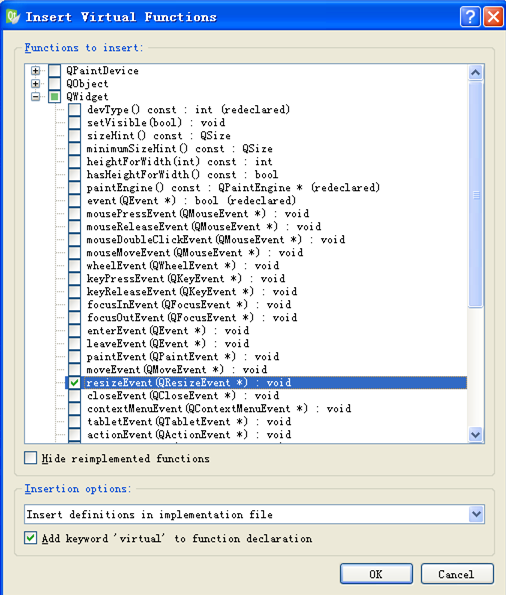 Insert Virtual Functions
Functions to insert:
QPaintDevice
QObject
QWidget
devType() const : int (redeclared)
setVisible(bool) : void
sizeHint() const : QSize
minimumSizeHint() const : QSize
heightForWidth(int) const : int
hasHeightForWidth() const : bool
paintEngine() const : QPaintEngine * (redeclared)
event(QEvent *) : bool (redeclared)
mousePressEvent(QMouseEvent *) : void
mouseReleaseEvent(QMouseEvent *) : void
mouseDoubleClickEvent(QMouseEvent *) : void
mouseMoveEvent(QMouseEvent *) : void
wheelEvent(QWheelEvent *) : void
keyPressEvent(QKeyEvent *) : void
keyReleaseEvent(QKeyEvent *) : void
focusInEvent(QFocusEvent *) : void
focusOutEvent(QFocusEvent *) : void
enterEvent(QEvent *) : void
leaveEvent(QEvent *) : void
paintEvent(QPaintEvent *) : void
moveEvent(QMoveEvent *) : void
resizeEvent(QResizeEvent *) : void
closeEvent(QCloseEvent *) : void
contextMenuEvent(QContextMenuEvent *) : void
tabletEvent(QTabletEvent *) : void
actionEvent(QActionEvent *) : void
Hide reimplemented functions
Insertion options:
Insert definitions in implementation file
Add keyword 'virtual' to function declaration
OK
Cancel